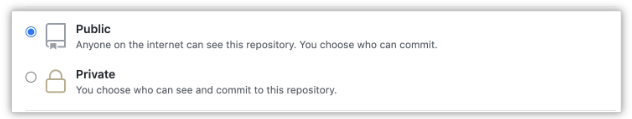 Public
Anyone on the internet can see this repository. You choose who can commit.
Private
You choose who can see and commit to this repository.